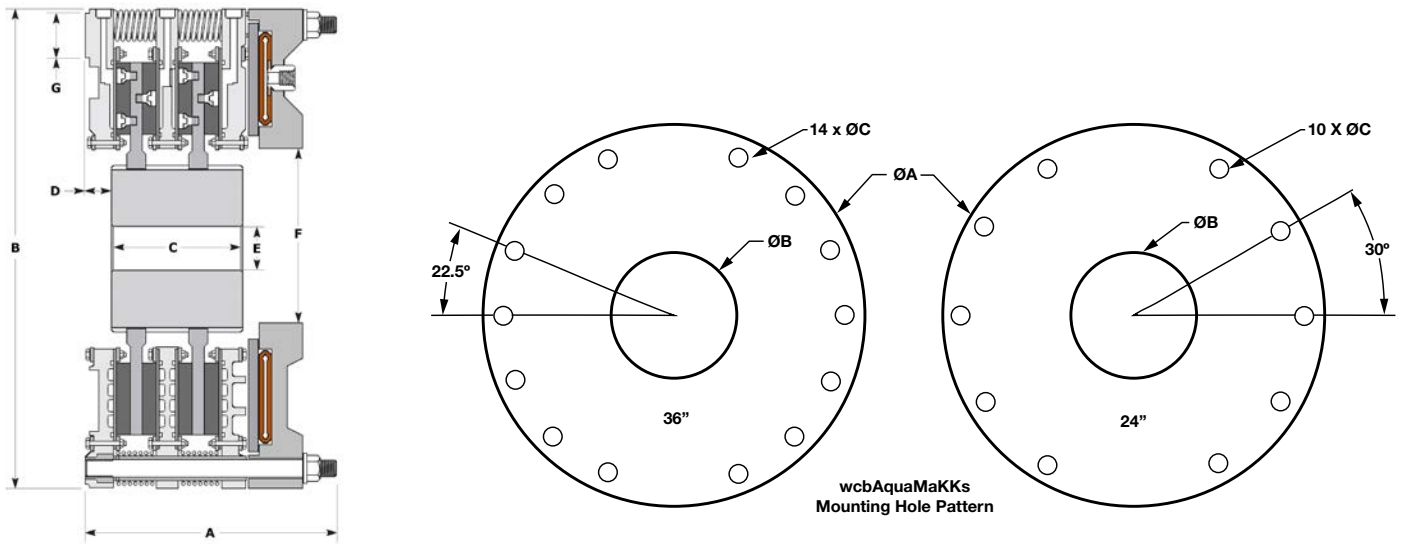 G
D
B
C
E
F
A
14 x ØC
ØA
ØB
22.5º
36”
10 X ØC
ØB
30º
24”
wcbAquaMaKKs
Mounting Hole Pattern